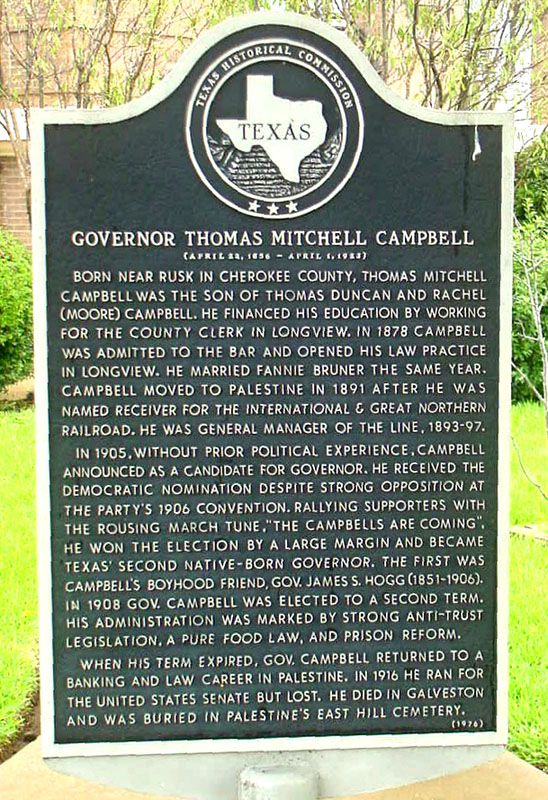 TEXAS HISTORICAL COMMISSION
TEXAS
GOVERNOR THOMAS MITCHELL CAMPBELL
(APRIL 22, 1856 – APRIL 1, 1923)
BORN NEAR RUSK IN CHEROKEE COUNTY, THOMAS MITCHELL
CAMPBELL WAS THE SON OF THOMAS DUNCAN AND RACHEL
(MOORE) CAMPBELL. HE FINANCED HIS EDUCATION BY WORKING
FOR THE COUNTY CLERK IN LONGVIEW. IN 1878 CAMPBELL
WAS ADMITTED TO THE BAR AND OPENED HIS LAW PRACTICE
IN LONGVIEW. HE MARRIED FANNIE BRUNER THE SAME YEAR.
CAMPBELL MOVED TO PALESTINE IN 1891 AFTER HE WAS
NAMED RECEIVER FOR THE INTERNATIONAL & GREAT NORTHERN
RAILROAD. HE WAS GENERAL MANAGER OF THE LINE, 1893-97.
IN 1905, WITHOUT PRIOR POLITICAL EXPERIENCE, CAMPBELL
ANNOUNCED AS A CANDIDATE FOR GOVERNOR. HE RECEIVED THE
DEMOCRATIC NOMINATION DESPITE STRONG OPPOSITION AT
THE PARTY'S 1906 CONVENTION. RALLYING SUPPORTERS WITH
THE ROUSING MARCH TUNE, "THE CAMPBELLS ARE COMING",
HE WON THE ELECTION BY A LARGE MARGIN AND BECAME
TEXAS' SECOND NATIVE-BORN GOVERNOR. THE FIRST WAS
CAMPBELL'S BOYHOOD FRIEND, GOV. JAMES S. HOGG (1851-1906).
IN 1908 GOV. CAMPBELL WAS ELECTED TO A SECOND TERM.
HIS ADMINISTRATION WAS MARKED BY STRONG ANTI-TRUST
LEGISLATION, A PURE FOOD LAW, AND PRISON REFORM.
WHEN HIS TERM EXPIRED, GOV. CAMPBELL RETURNED TO A
BANKING AND LAW CAREER IN PALESTINE. IN 1916 HE RAN FOR
THE UNITED STATES SENATE BUT LOST. HE DIED IN GALVESTON
AND WAS BURIED IN PALESTINE'S EAST HILL CEMETERY.
(1976)